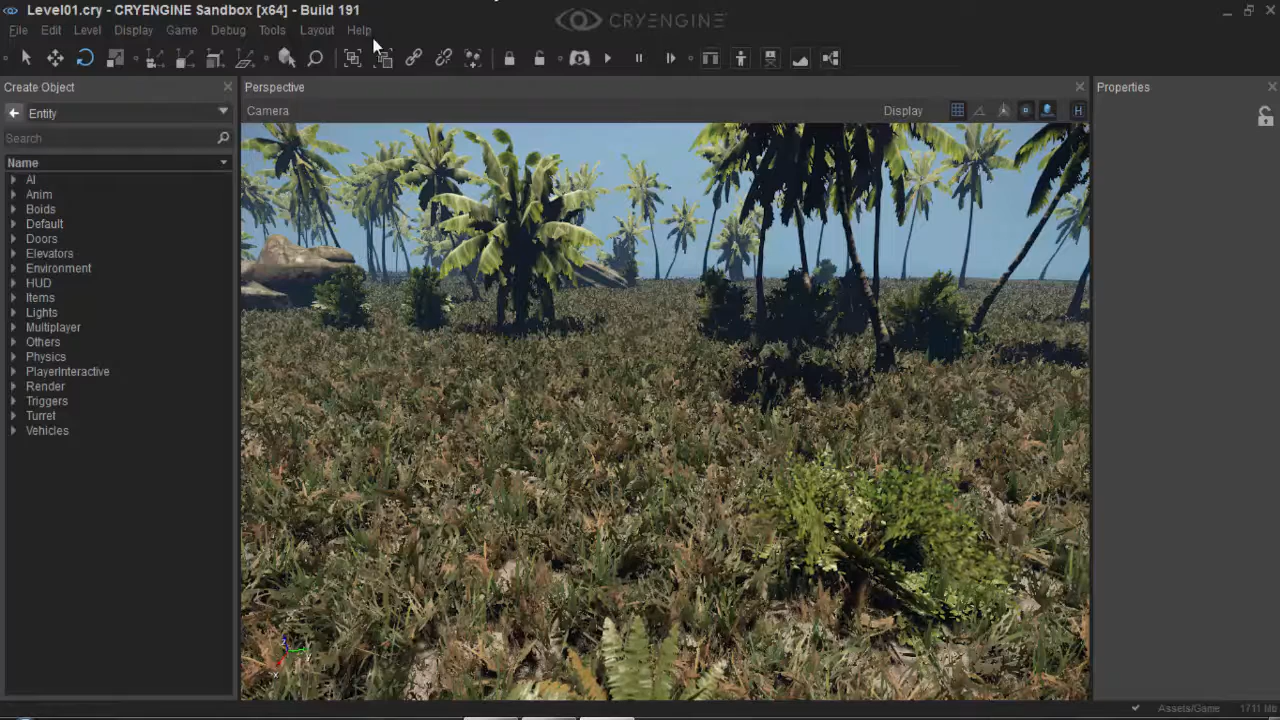 Level01.cry - CRYENGINE Sandbox [x64] - Build 191
CRYENGINE
File Edit Level Display Game Debug Tools Layout Help
Create Object
Perspective
Properties
Entity
Camera
Display
H
Search
Name
AI
Anim
Boids
Default
Doors
Elevators
Environment
HUD
Items
Lights
Multiplayer
Others
Physics
PlayerInteractive
Render
Triggers
Turret
Vehicles
Assets/Game
1711 Mb